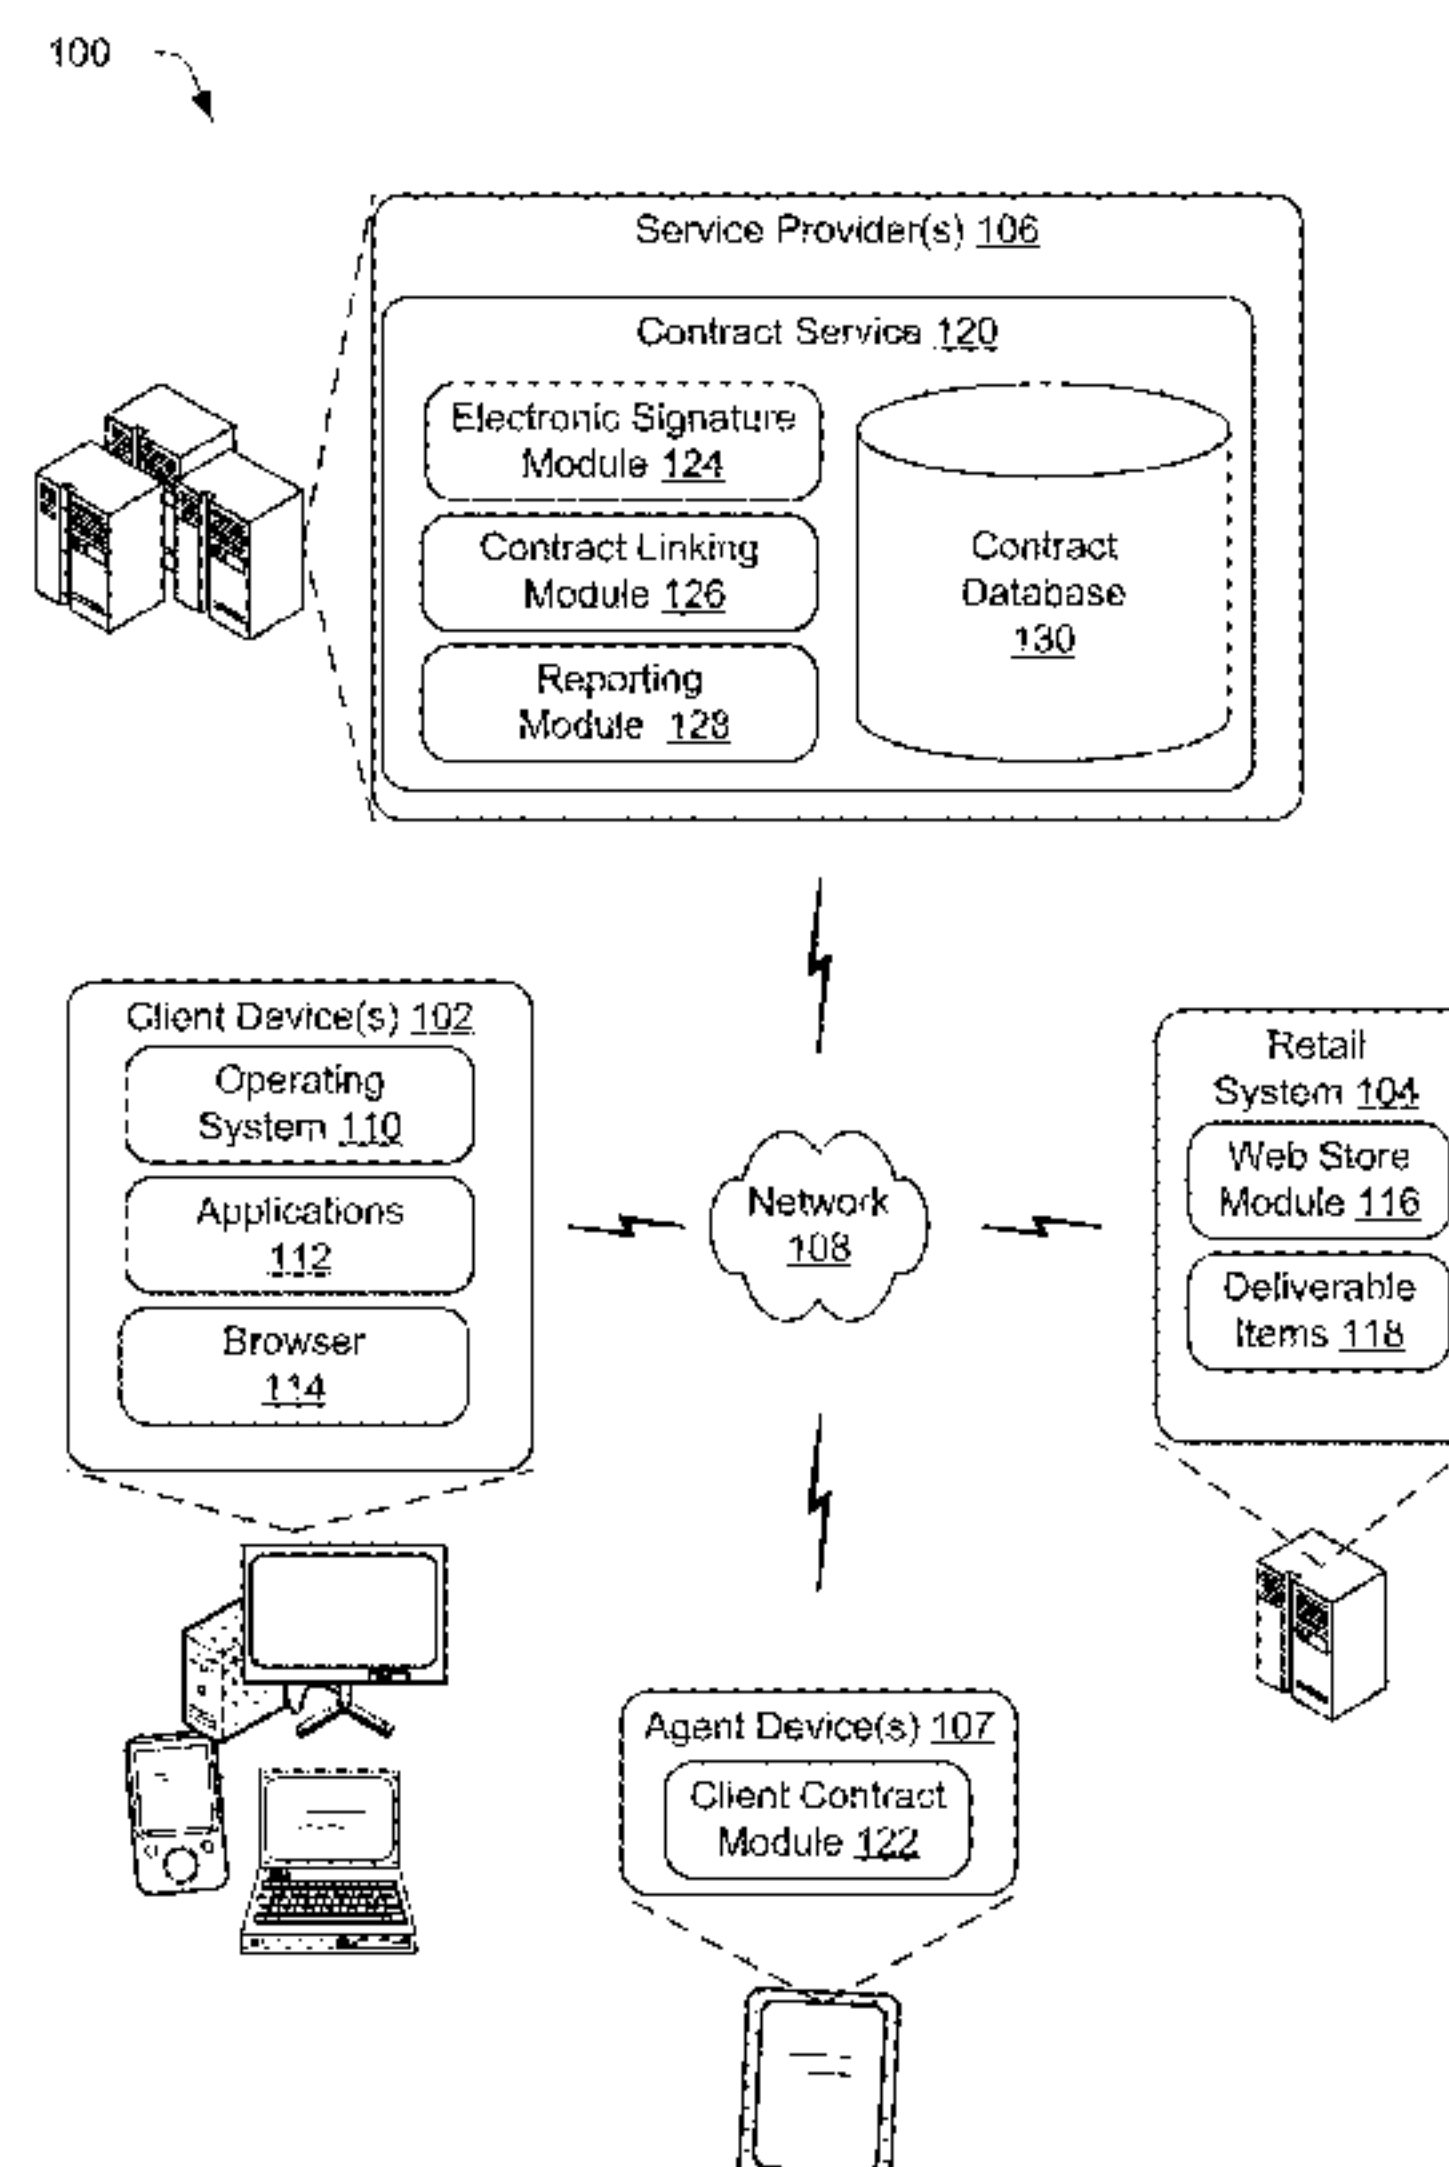 100
Service Provider(s) 106
Contract Service 120
Electronic Signature
Module 124
Contract Linking
Module 126
Reporting
Module 128
Contract
Database
130
Client Device(s) 102
Operating
System 110
Applications
112
Browser
114
Network
108
Retail
System 104
Web Store
Module 116
Deliverable
Items 118
Agent Device(s) 107
Client Contract
Module 122